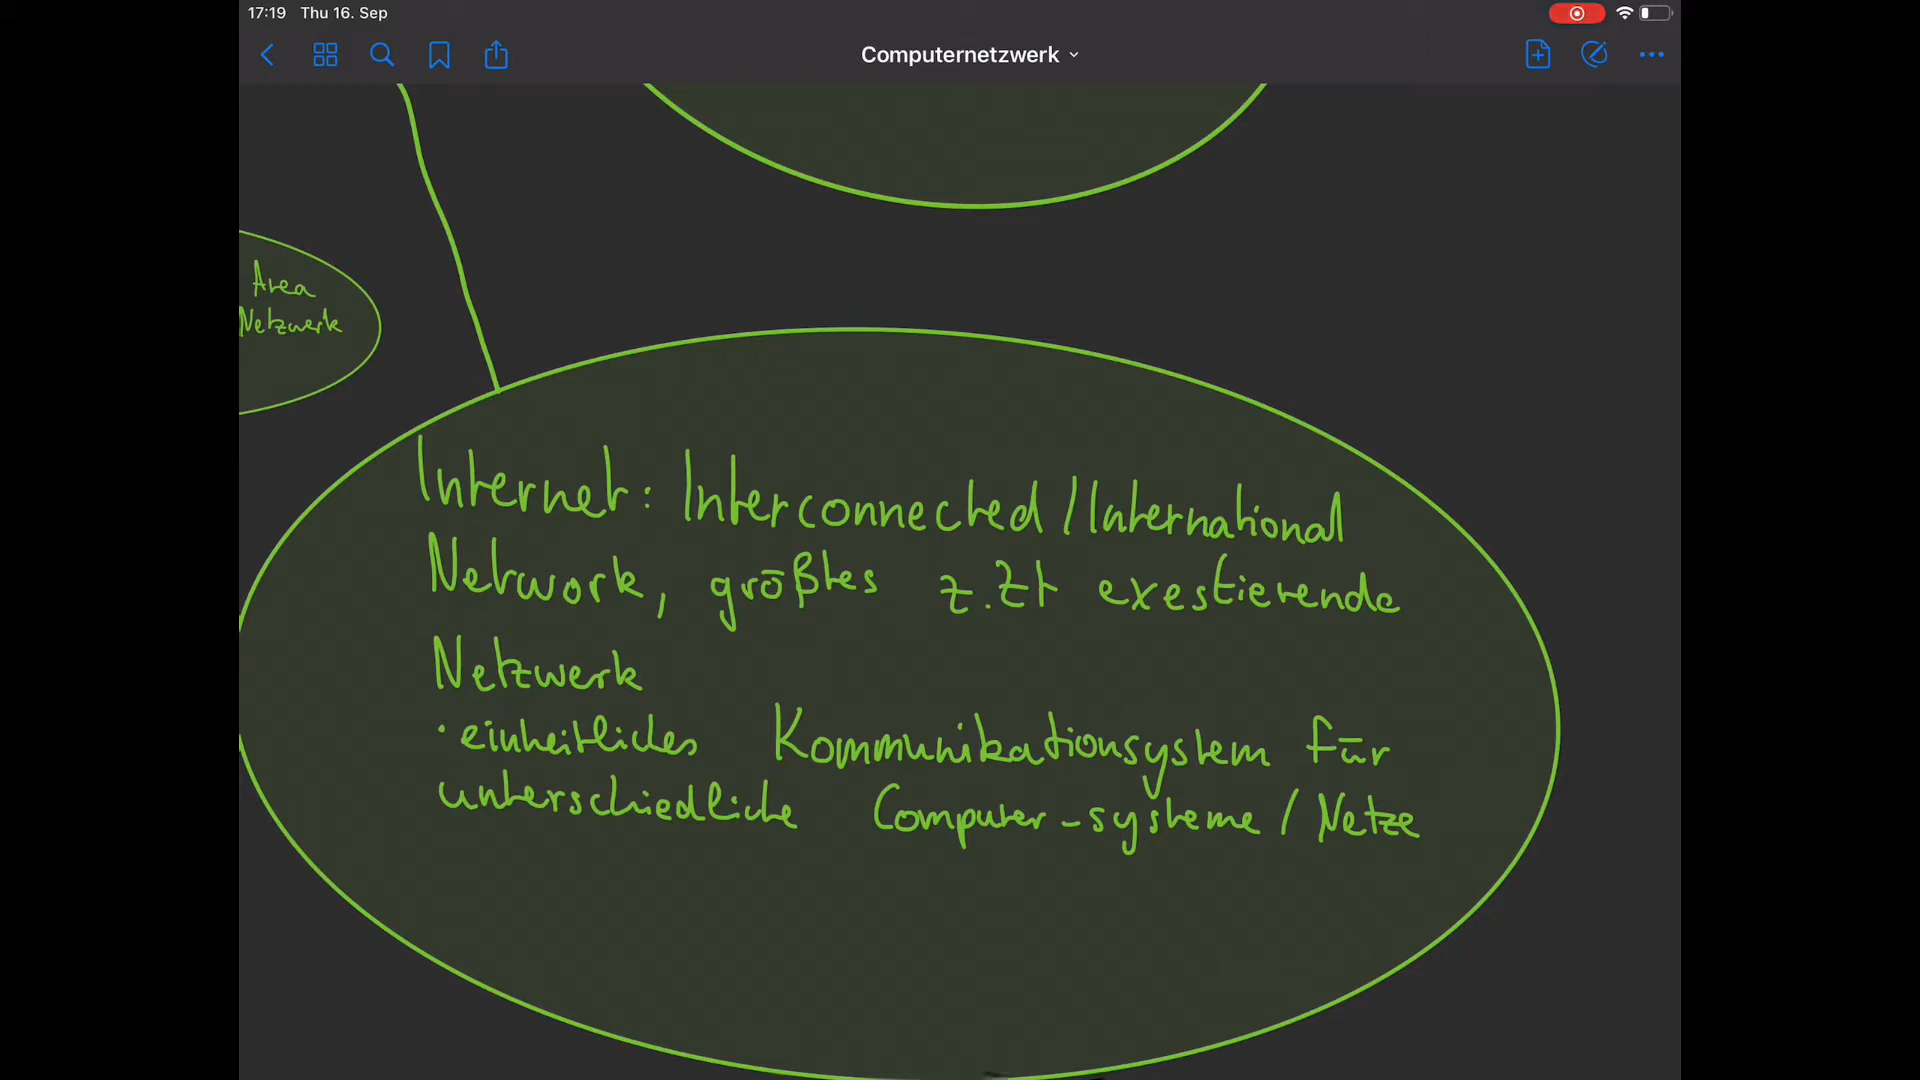 17:19 Thu 16. Sep
Computernetzwerk
Area
Netzwerk
Internet: Interconnected / International
Network, größtes z.Zt exestierende
Netzwerk
· einheitliches Kommunikationsystem für
unterschiedliche Computer-systeme / Netze